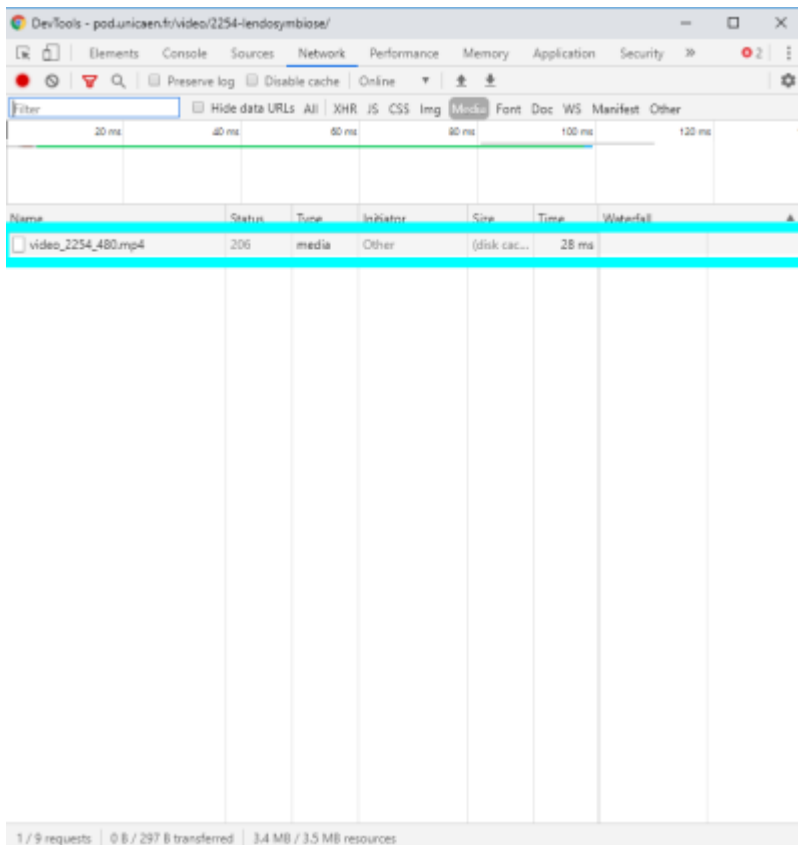 DevTools - pod.unicaen.fr/video/2254-lendosymbiose/
Elements Console Sources Network Performance Memory Application Security » 2
Preserve log Disable cache Online
Filter Hide data URLs All XHR JS CSS Img Media Font Doc WS Manifest Other
20 ms 40 ms 60 ms 80 ms 100 ms 120 ms
Name Status Type Initiator Size Time Waterfall
video_2254_480.mp4 206 media Other (disk cac... 28 ms
1 / 9 requests 0 B / 297 B transferred 3.4 MB / 3.5 MB resources